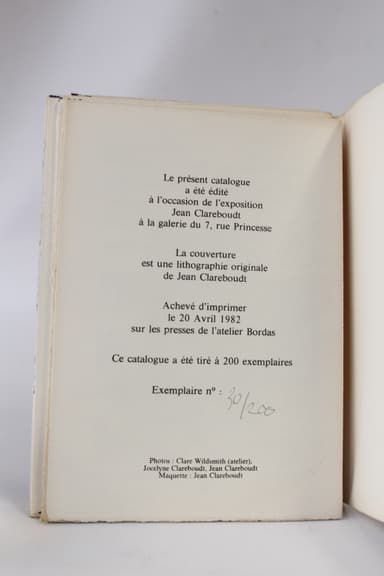 Le présent catalogue
a été édité
à l'occasion de l'exposition
Jean Clareboudt
à la galerie du 7, rue Princesse
La couverture
est une lithographie originale
de Jean Clareboudt
Achevé d'imprimer
le 20 Avril 1982
sur les presses de l'atelier Bordas
Ce catalogue a été tiré à 200 exemplaires
Exemplaire nº : 30/200
Photos : Clare Wildsmith (atelier),
Jocelyne Clareboudt, Jean Clareboudt
Maquette : Jean Clareboudt